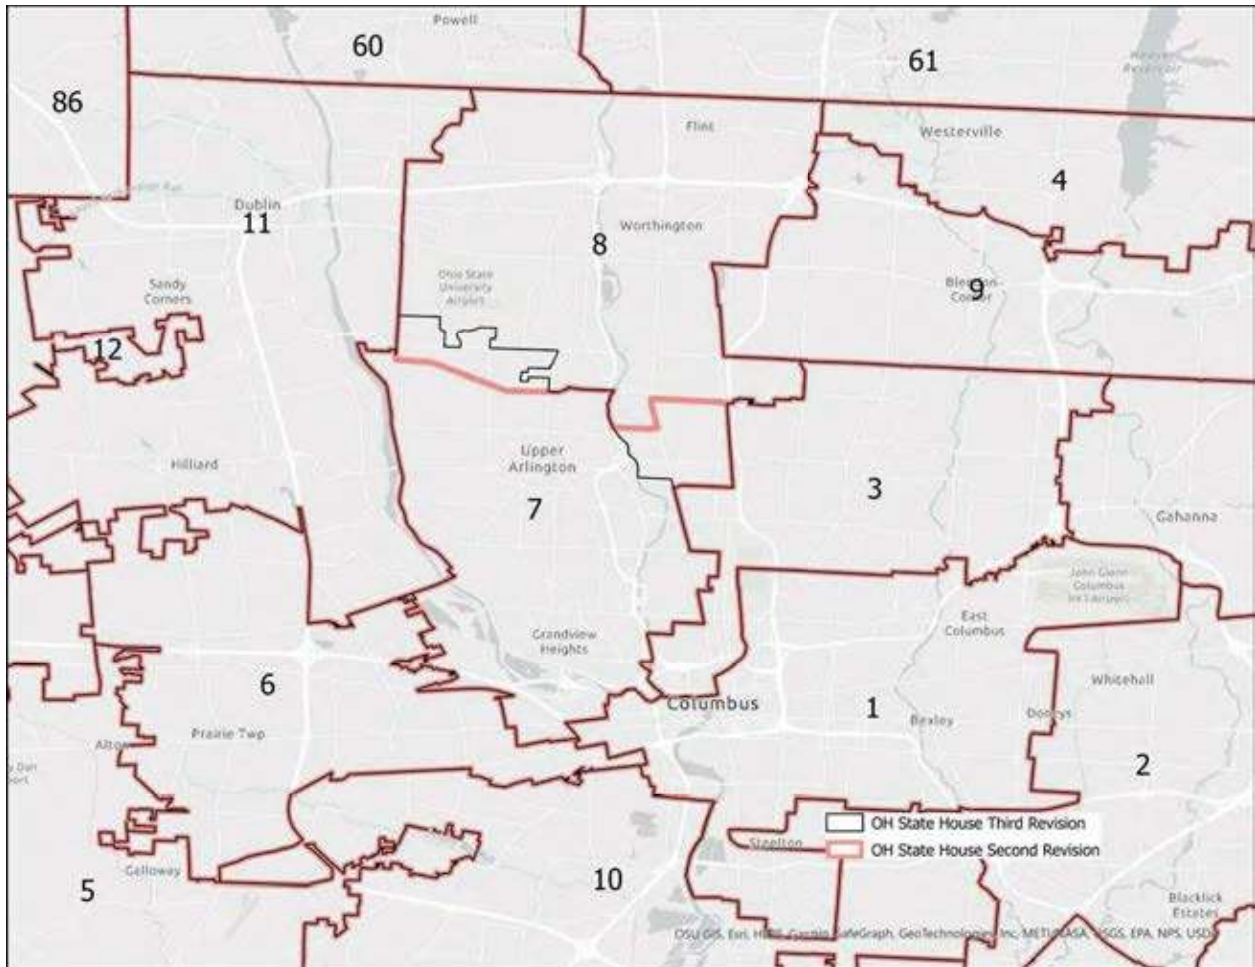 Powell
60
61
Hoover
Reservoir
86
Flint
Westerville
4
Dublin
11
Worthington
8
Ohio State
University
Airport
Sandy
Corners
9
12
Upper
Arlington
Hilliard
7
3
Gahanna
John Glenn
Columbus
Int'l Airport
East
Columbus
Grandview
Heights
6
Whitehall
Columbus
1
Bexley
Prairie Twp
Alton
2
OH State House Third Revision
Steelton
OH State House Second Revision
Galloway
5
10
Blacklick
Estates
OSU GIS, Esri, HERE, Garmin, SafeGraph, GeoTechnologies, Inc, METI/NASA, USGS, EPA, NPS, USDA